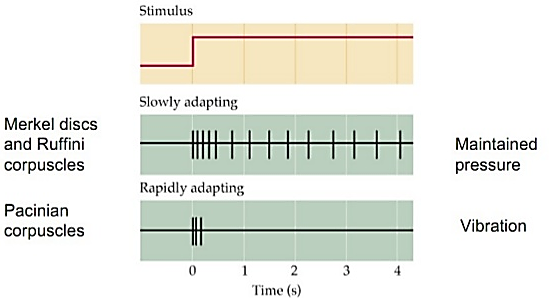 Stimulus
Slowly adapting
Merkel discs
and Ruffini
corpuscles
Maintained
pressure
Rapidly adapting
Pacinian
corpuscles
Vibration
0 1 2 3 4
Time (s)